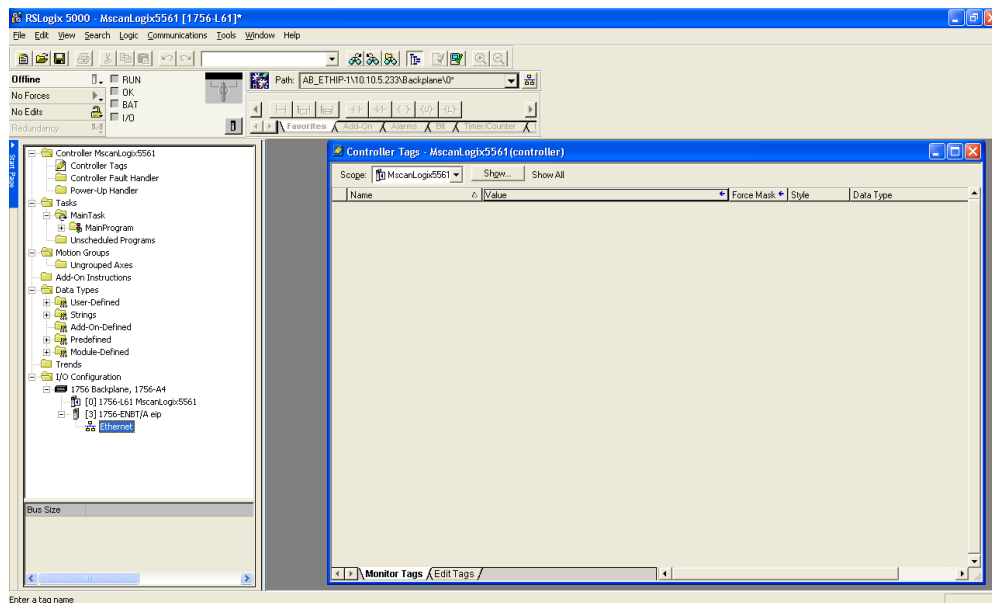 RSLogix 5000 - MscanLogix5561 [1756-L61]*
File Edit View Search Logic Communications Tools Window Help
Offline RUN
No Forces OK
No Edits BAT
I/O
Redundancy
Path: AB_ETHIP-1\10.10.5.233\Backplane\0*
Favorites Add-On Alarms Bit Timer/Counter
Start Page
Controller MscanLogix5561
Controller Tags
Controller Fault Handler
Power-Up Handler
Tasks
MainTask
MainProgram
Unscheduled Programs
Motion Groups
Ungrouped Axes
Add-On Instructions
Data Types
User-Defined
Strings
Add-On-Defined
Predefined
Module-Defined
Trends
I/O Configuration
1756 Backplane, 1756-A4
[0] 1756-L61 MscanLogix5561
[3] 1756-ENBT/A eip
Ethernet
Bus Size
Controller Tags - MscanLogix5561(controller)
Scope: MscanLogix5561 Show... Show All
Name Value Force Mask Style Data Type
Monitor Tags Edit Tags
Enter a tag name